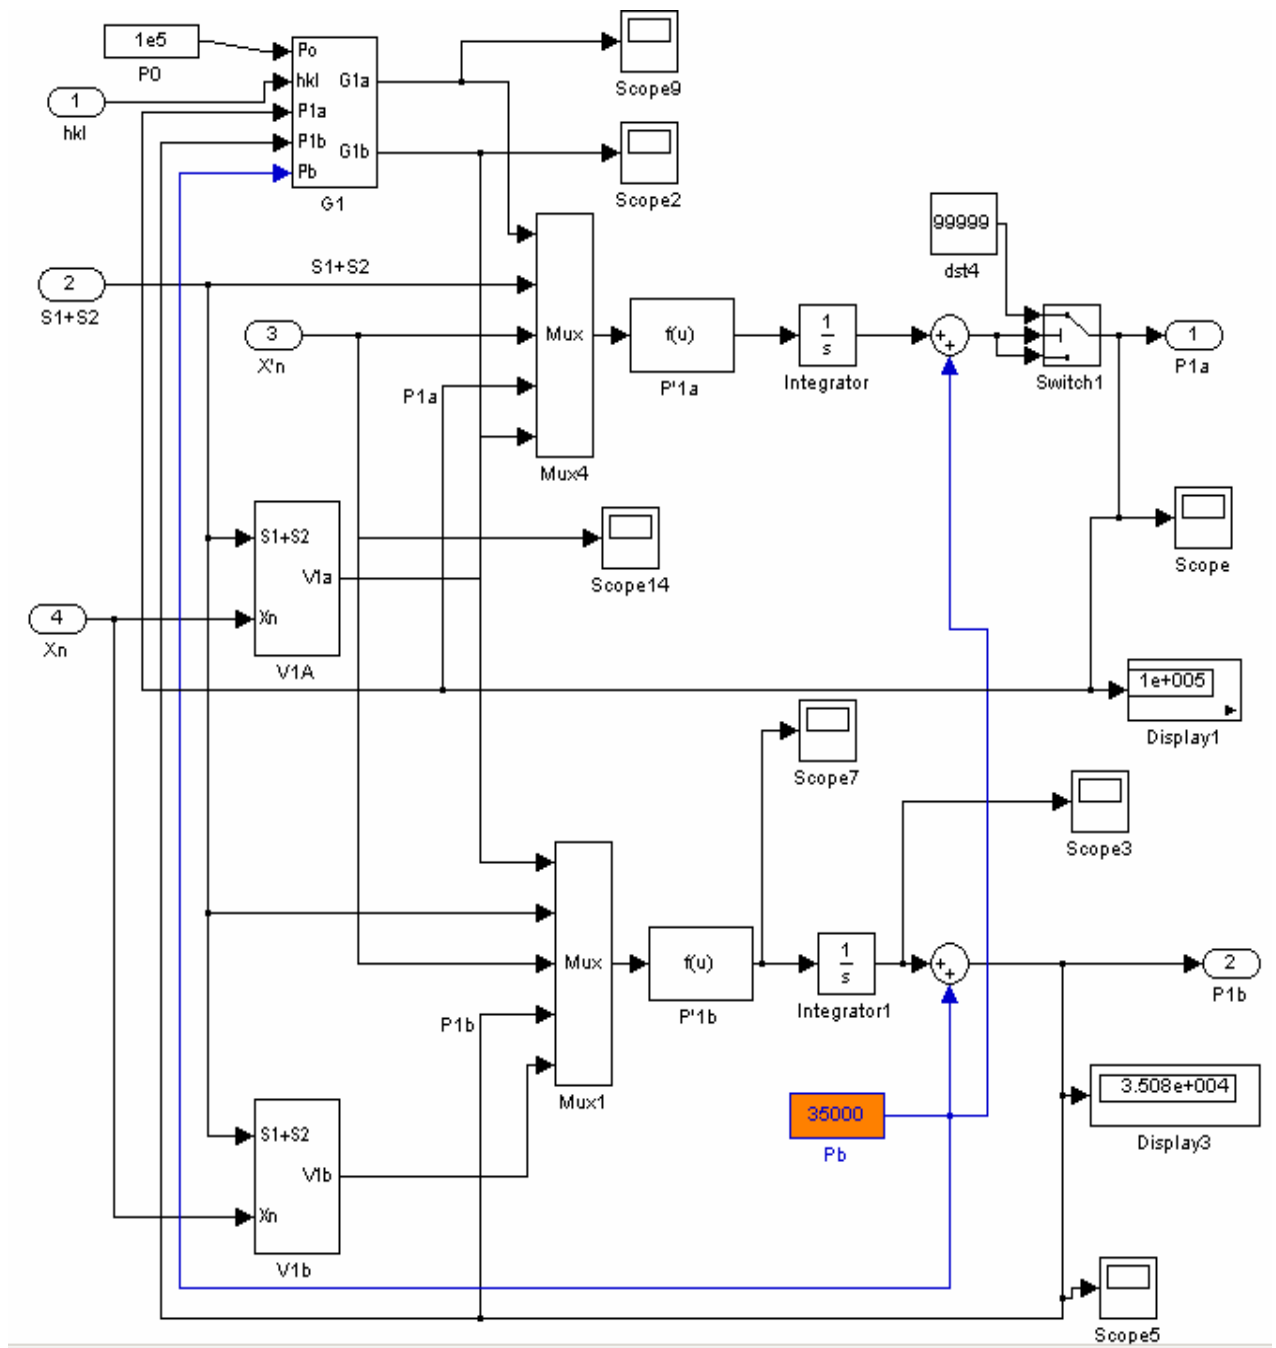 1e5
P0
1
hkl
Po
hkl
P1a
P1b
Pb
G1a
G1b
G1
Scope9
Scope2
2
S1+S2
S1+S2
3
X'n
P1a
Mux
Mux4
f(u)
P'1a
1
s
Integrator
+
+
99999
dst4
Switch1
1
P1a
S1+S2
V1a
Xn
V1A
Scope14
Scope
4
Xn
1e+005
Display1
Scope7
Scope3
Mux
Mux1
P1b
f(u)
P'1b
1
s
Integrator1
+
+
2
P1b
35000
Pb
3.508e+004
Display3
S1+S2
V1b
Xn
V1b
Scope5